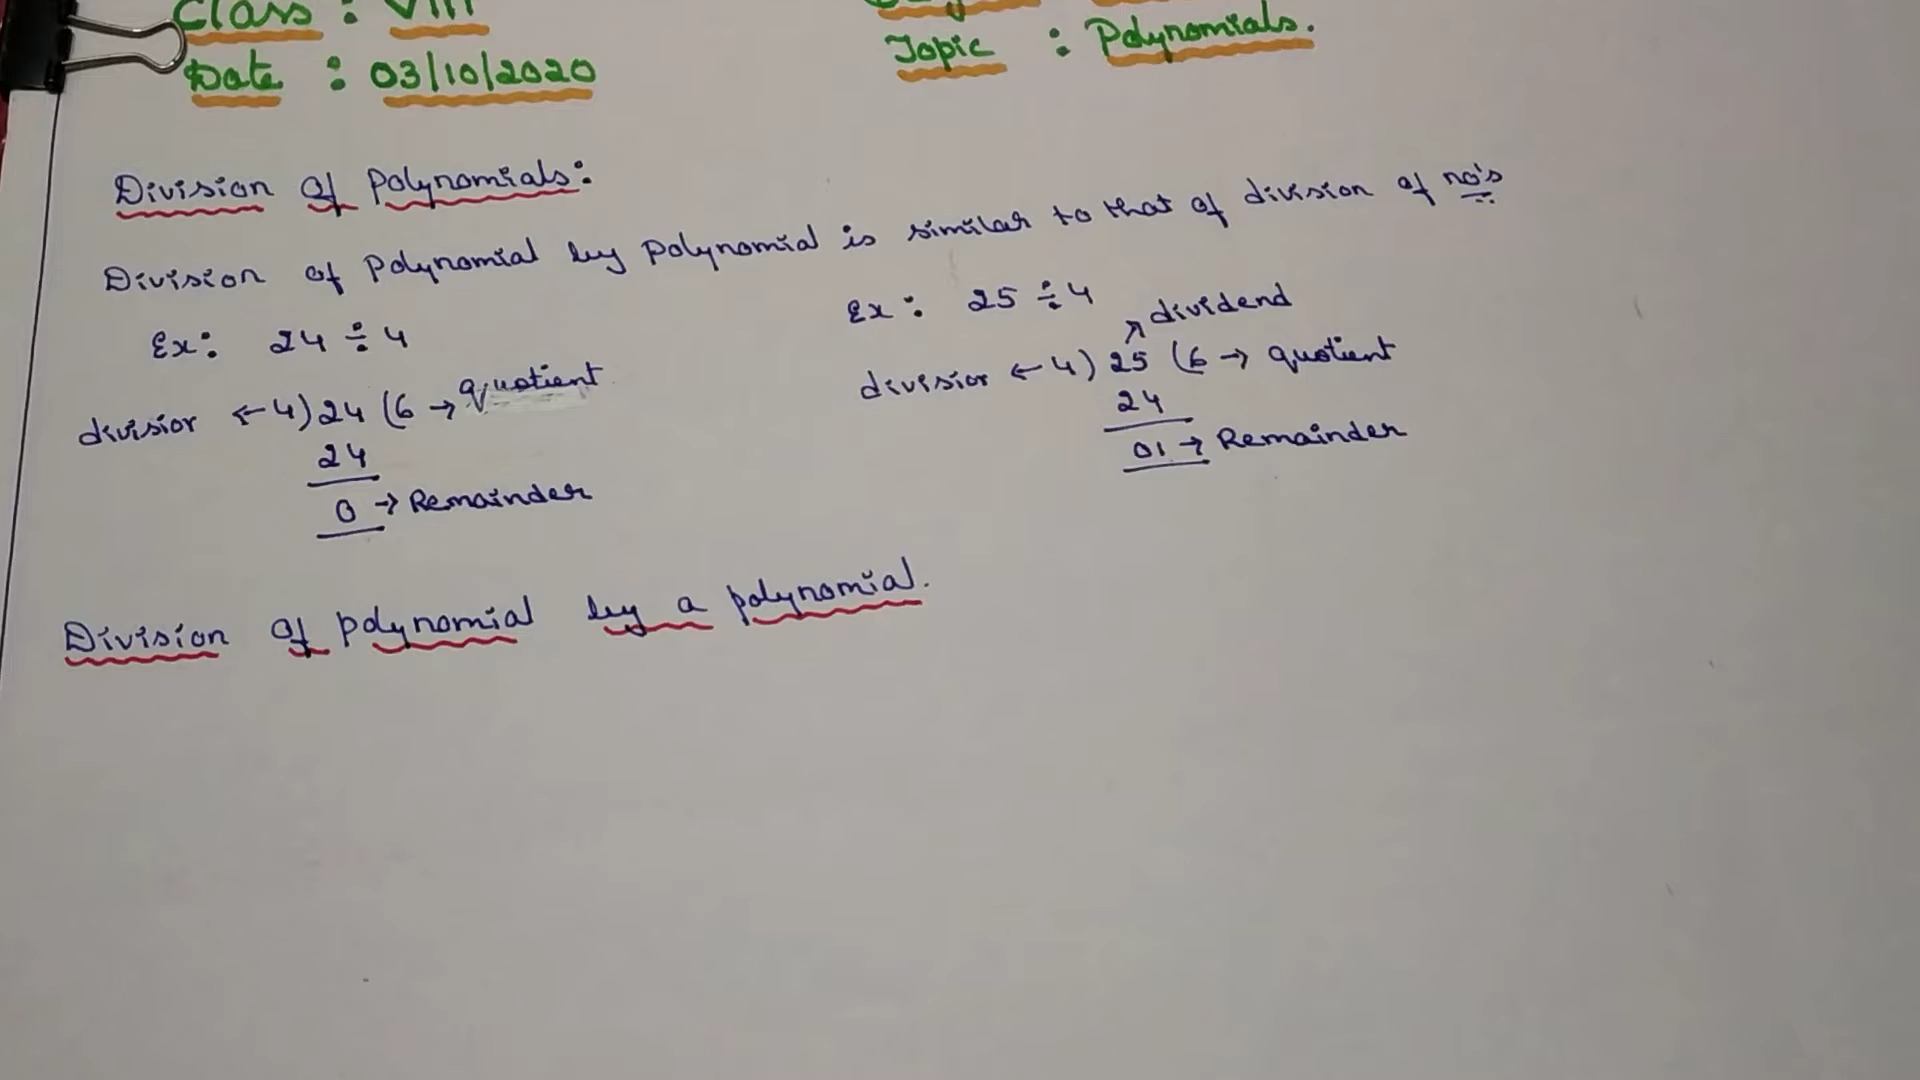 Class : VIII
Date : 03/10/2020
Topic : Polynomials.
Division of Polynomials:
Division of Polynomial by Polynomial is similar to that of division of no's
Ex: 24 ÷ 4
divisior ← 4) 24 (6 → quotient
24
0 → Remainder
Ex: 25 ÷ 4
↗ dividend
divisior ← 4) 25 (6 → quotient
24
01 → Remainder
Division of polynomial by a polynomial.